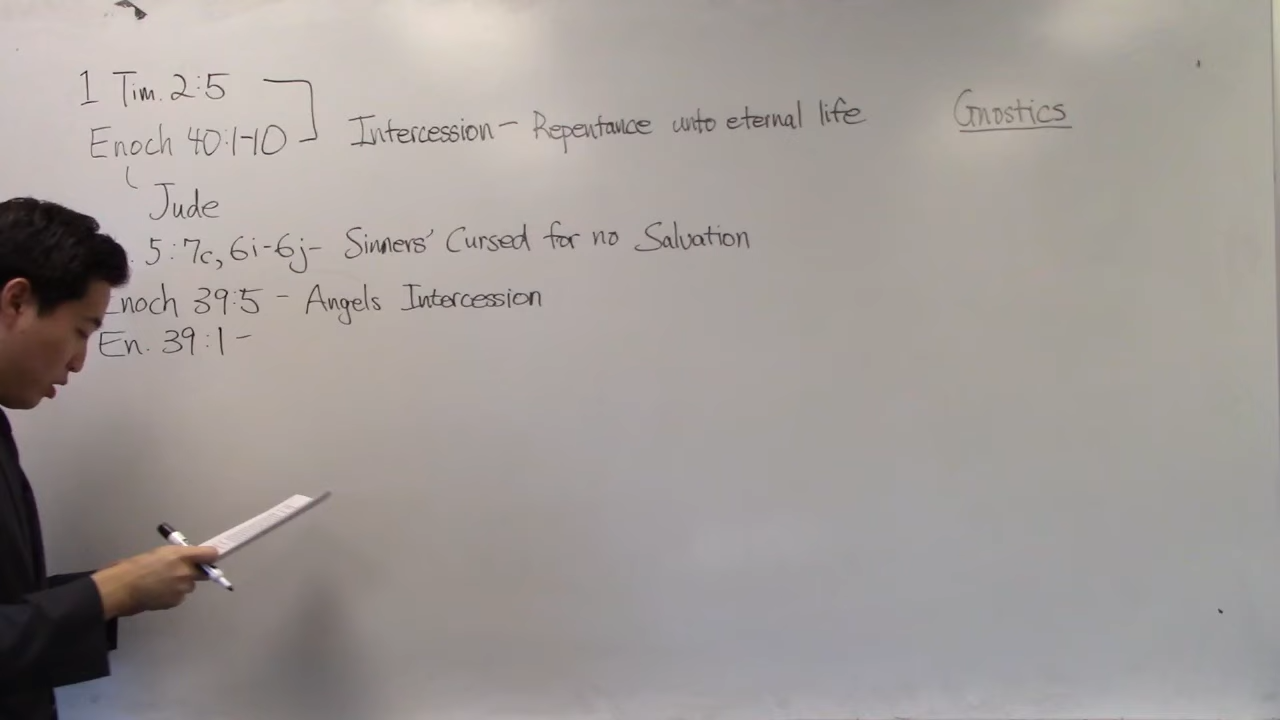 1 Tim. 2:5
Enoch 40:1-10
Intercession - Repentance unto eternal life
Gnostics
Jude
. 5:7c, 6i-6j- Sinners' Cursed for no Salvation
Enoch 39:5 - Angels Intercession
En. 39:1 -